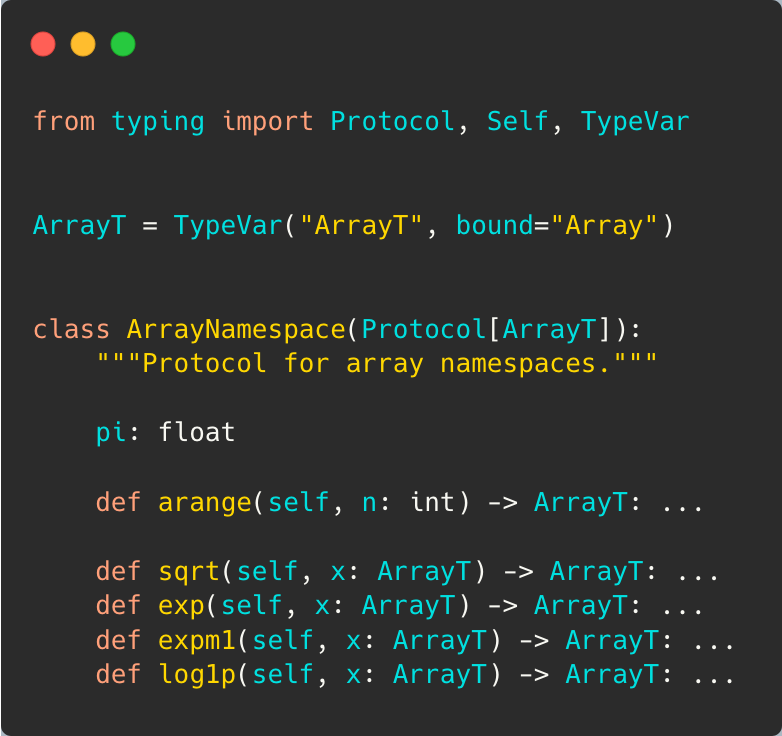 from typing import Protocol, Self, TypeVar
ArrayT = TypeVar("ArrayT", bound="Array")
class ArrayNamespace(Protocol[ArrayT]):
    """Protocol for array namespaces."""
    pi: float
    def arange(self, n: int) -> ArrayT: ...
    def sqrt(self, x: ArrayT) -> ArrayT: ...
    def exp(self, x: ArrayT) -> ArrayT: ...
    def expm1(self, x: ArrayT) -> ArrayT: ...
    def log1p(self, x: ArrayT) -> ArrayT: ...